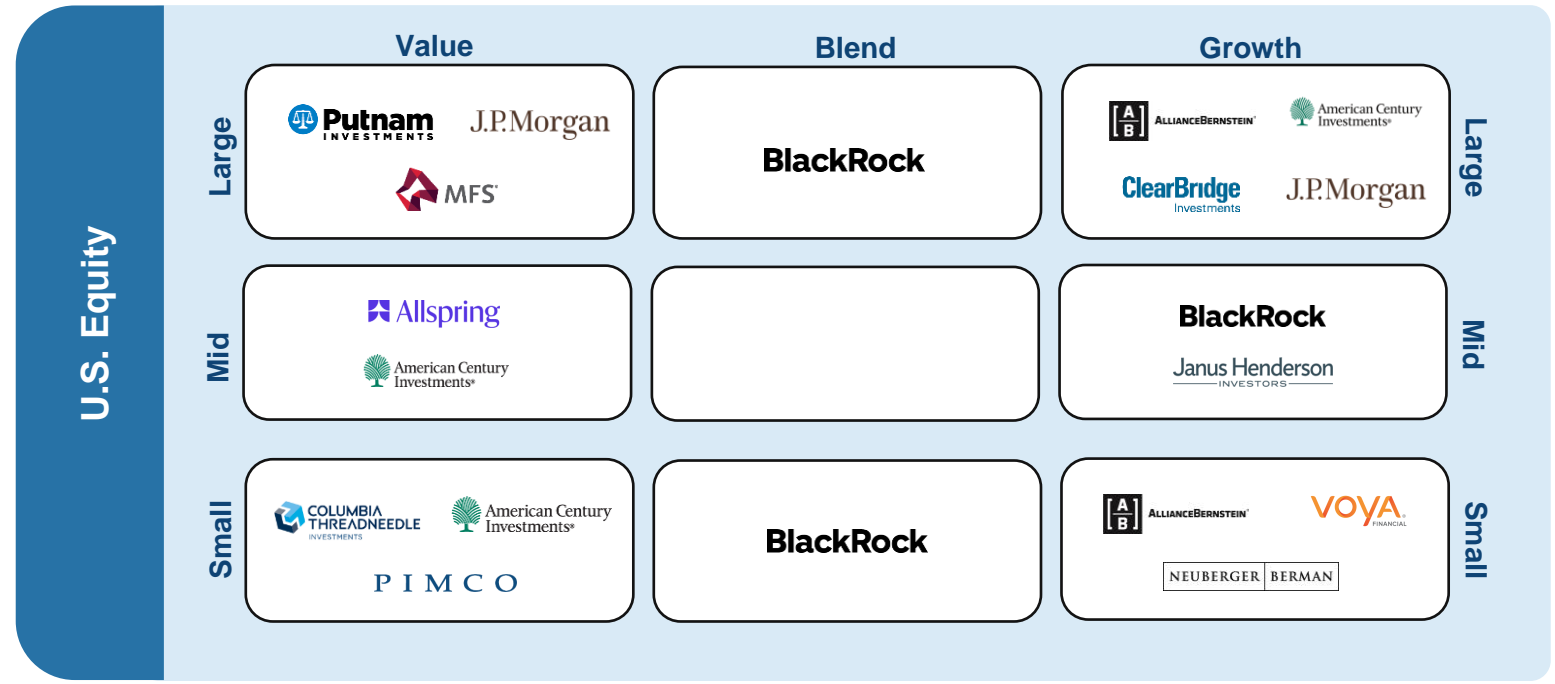 U.S. Equity
Value
Blend
Growth
Large
Putnam
INVESTMENTS
J.P.Morgan
MFS®
BlackRock
[A
B]
ALLIANCEBERNSTEIN®
American Century
Investments®
ClearBridge
Investments
J.P.Morgan
Large
Mid
Allspring
American Century
Investments®
BlackRock
Janus Henderson
INVESTORS
Mid
Small
COLUMBIA
THREADNEEDLE
INVESTMENTS
American Century
Investments®
PIMCO
BlackRock
[A
B]
ALLIANCEBERNSTEIN®
VOYA®
FINANCIAL
NEUBERGER BERMAN
Small